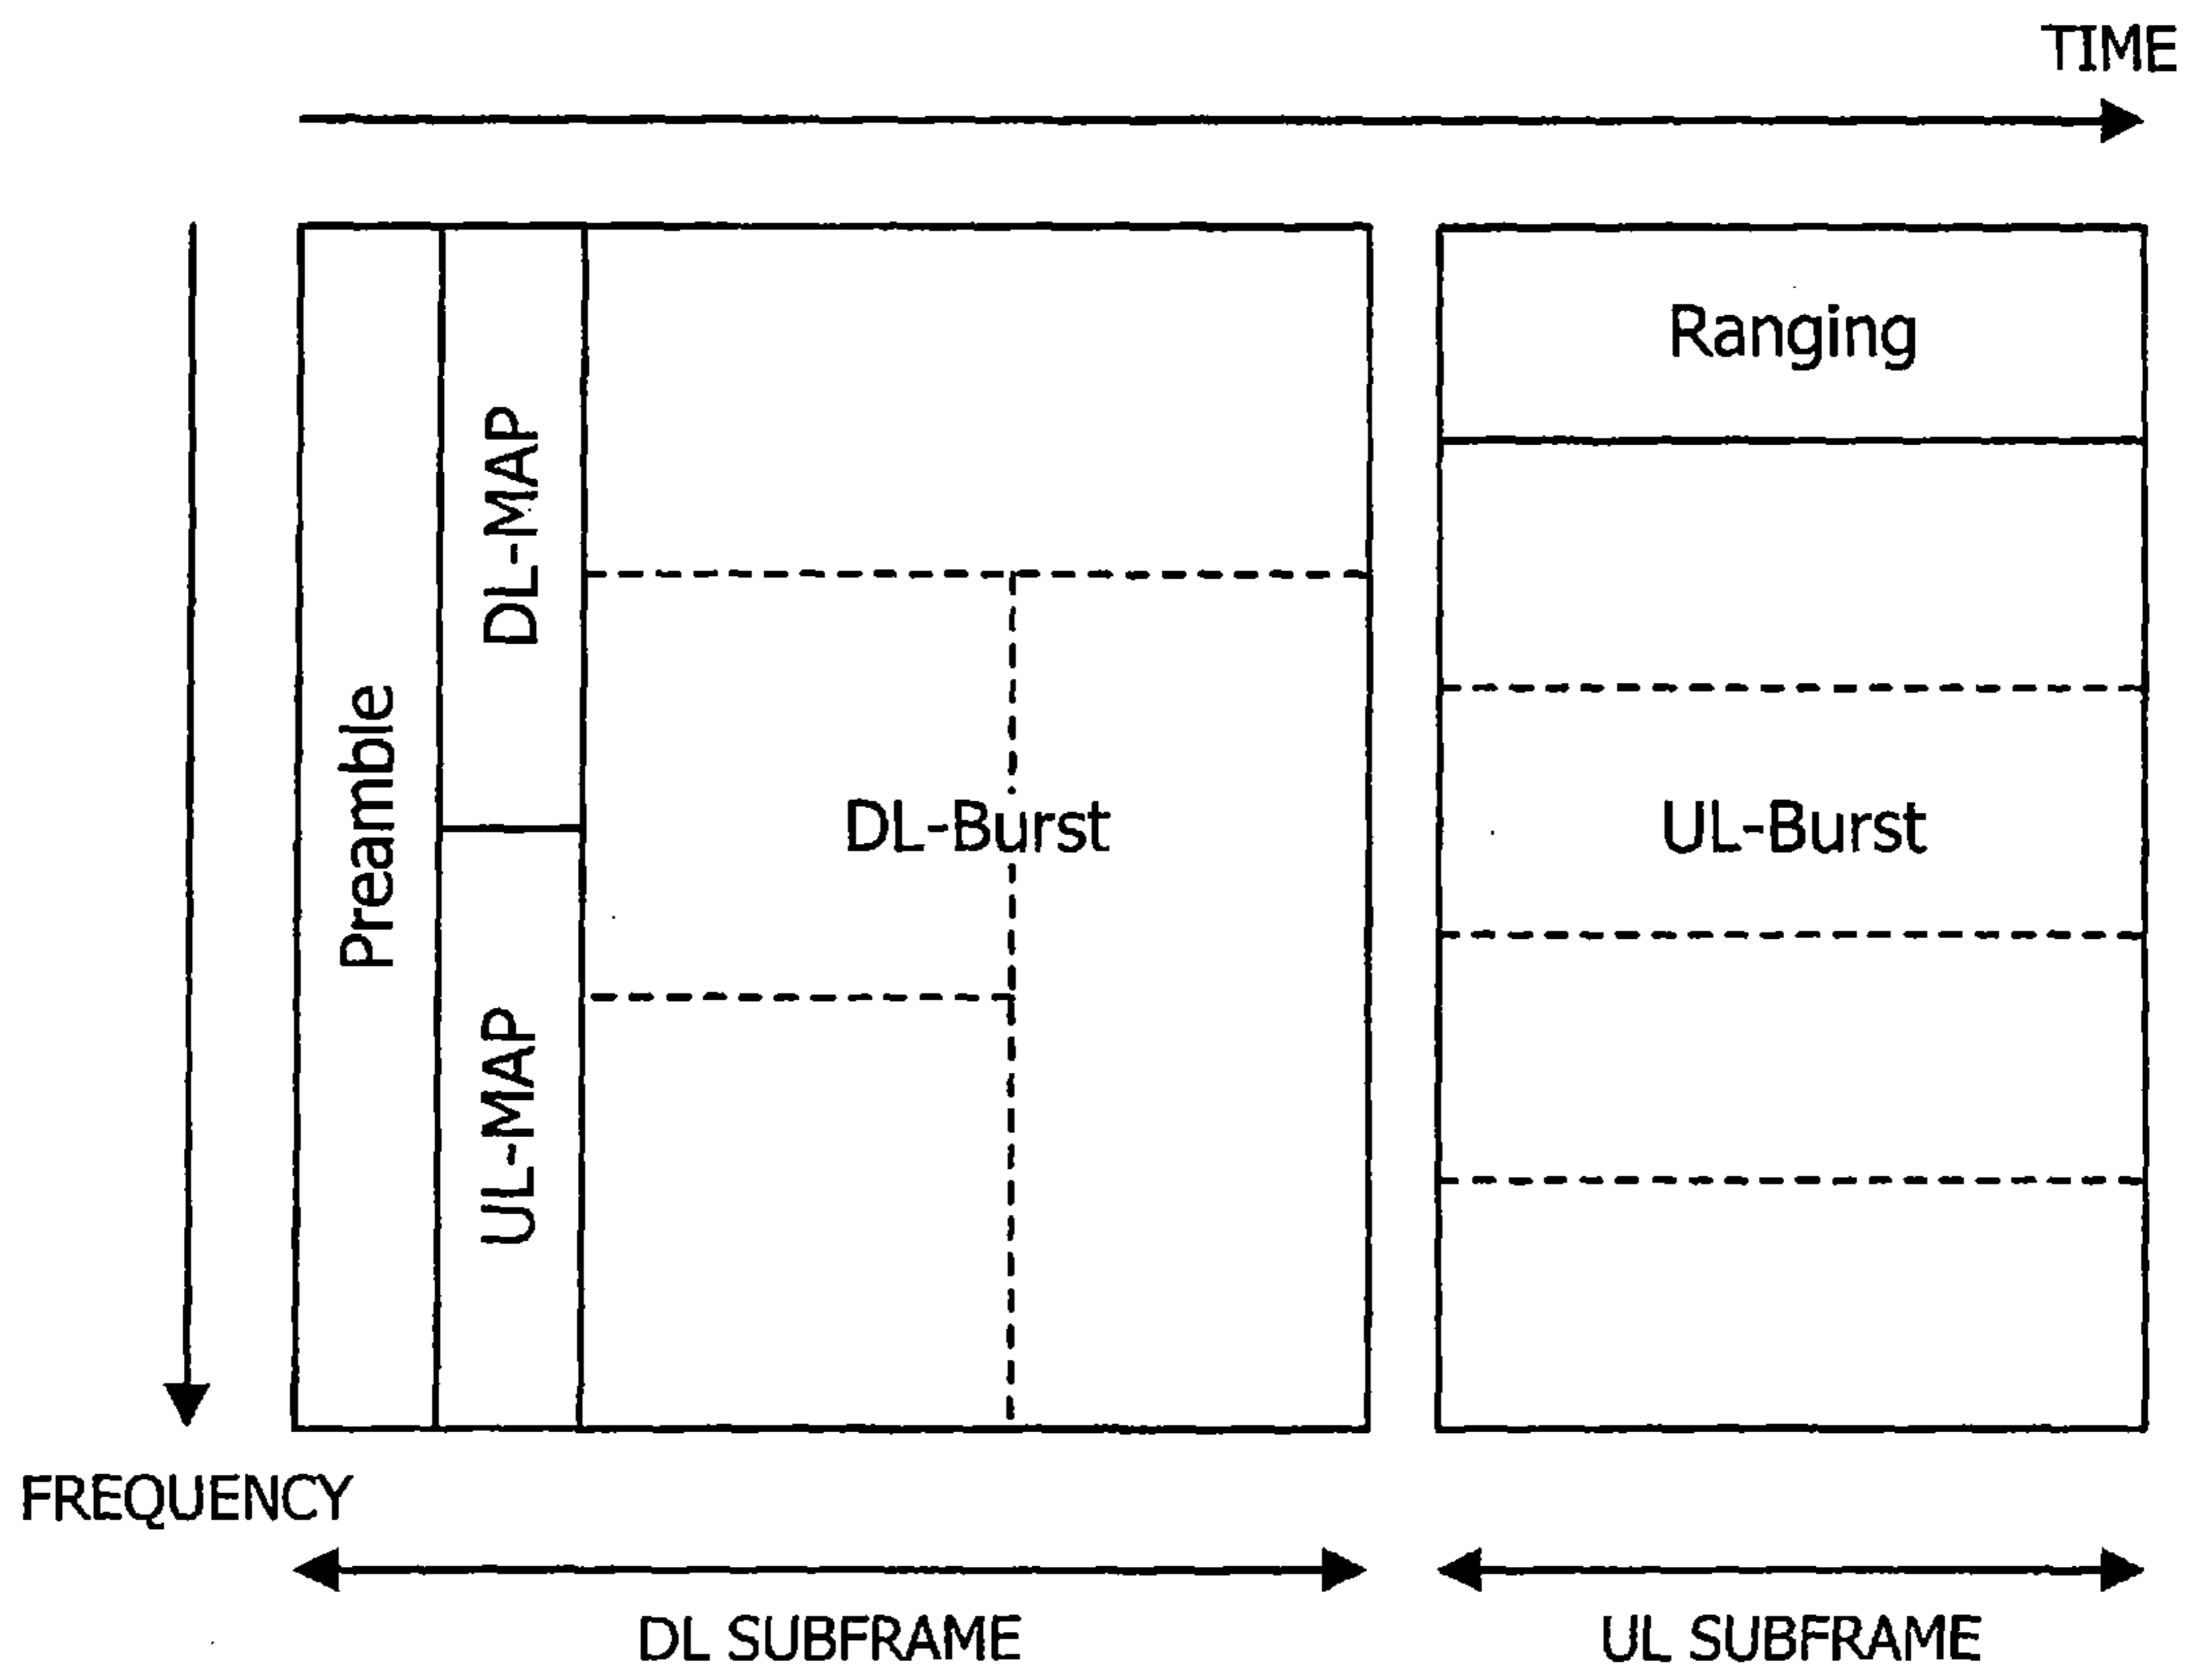 TIME
Ranging
DL-MAP
Preamble
DL-Burst
UL-Burst
UL-MAP
FREQUENCY
DL SUBFRAME
UL SUBFRAME